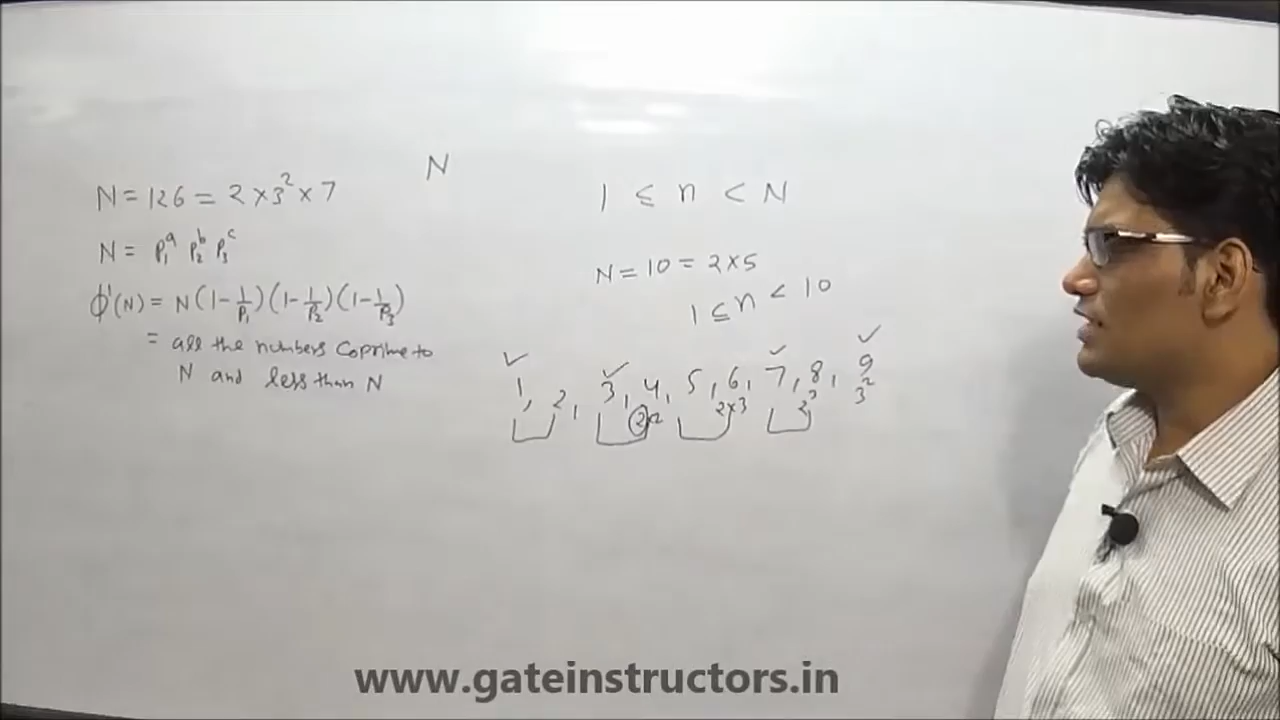 N = 126 = 2 × 3² × 7
N = P₁ᵃ P₂ᵇ P₃ᶜ
ϕ(N) = N(1 - 1/P₁)(1 - 1/P₂)(1 - 1/P₃)
= all the numbers Coprime to
N and less than N
N
1 ≤ n < N
N = 10 = 2×5
1 ≤ n < 10
✓ ✓ ✓ ✓
1, 2, 3, 4, 5, 6, 7, 8, 9
2² 2×3 2³ 3²
www.gateinstructors.in